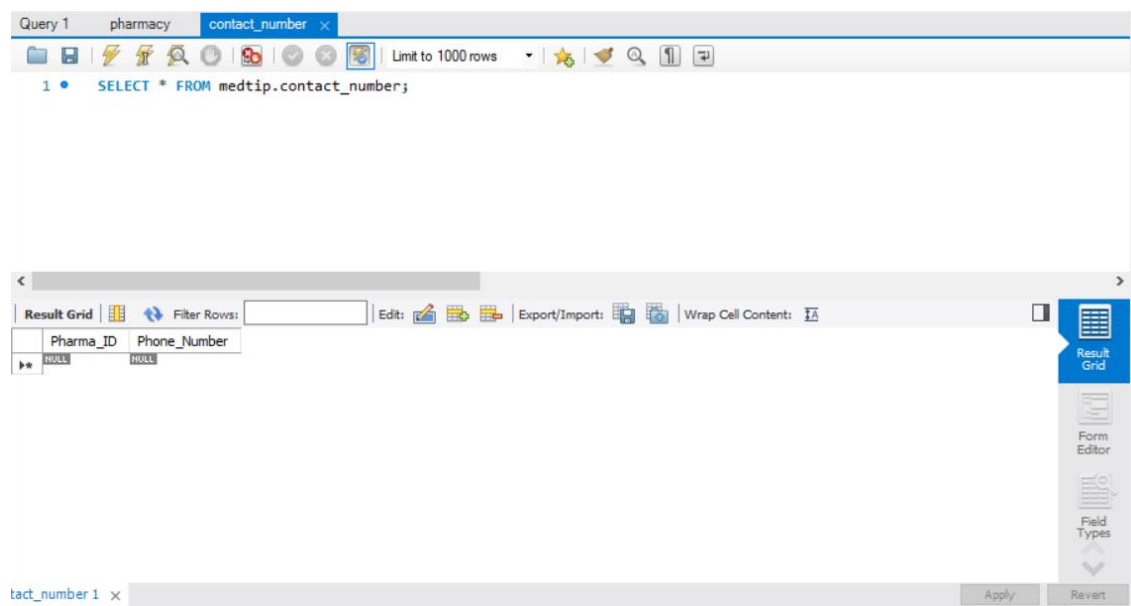 Query 1 pharmacy contact_number
Limit to 1000 rows
1 SELECT * FROM medtip.contact_number;
Result Grid Filter Rows: Edit: Export/Import: Wrap Cell Content:
Pharma_ID Phone_Number
NULL NULL
Result
Grid
Form
Editor
Field
Types
tact_number 1 Apply Revert